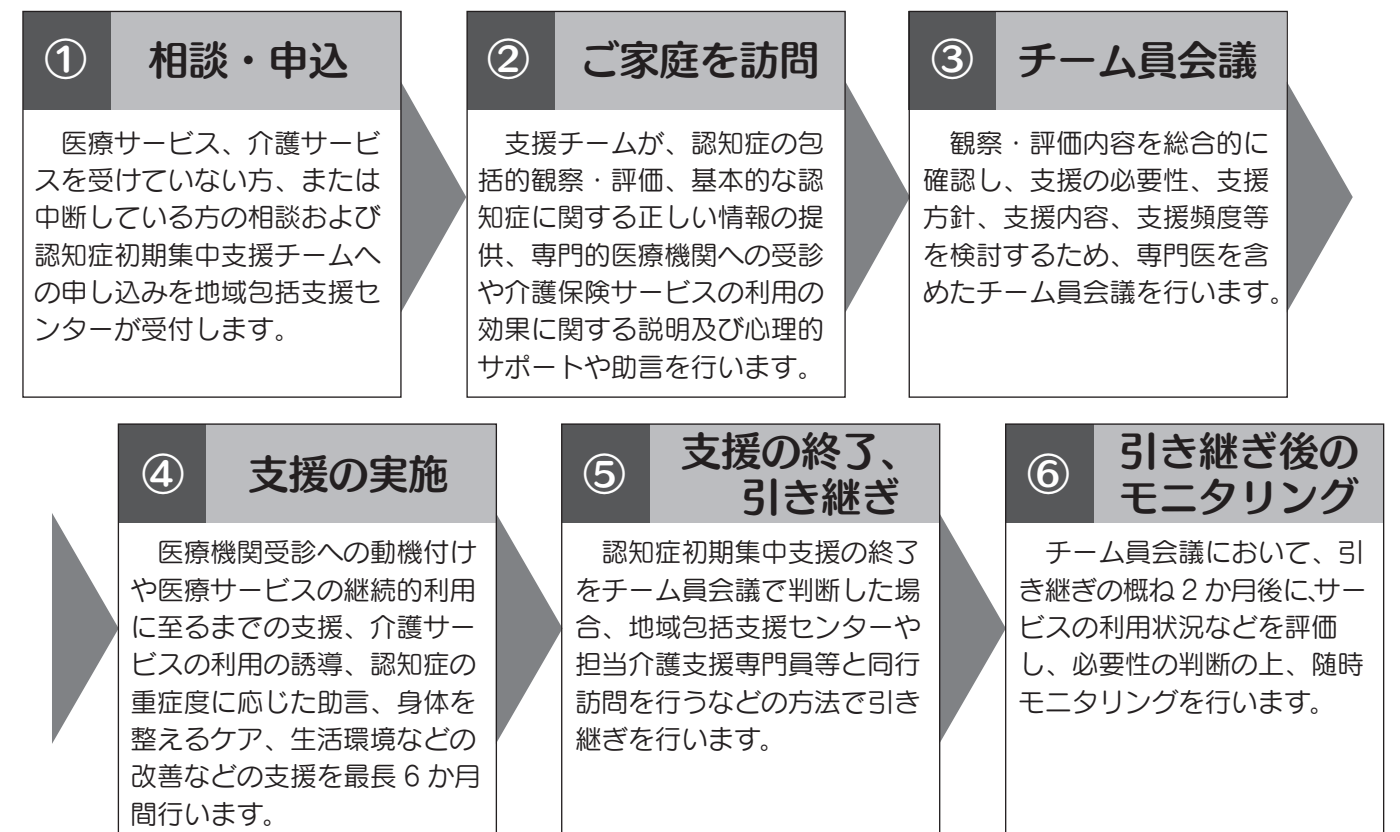 ① 相談・申込
　医療サービス、介護サービ
スを受けていない方、または
中断している方の相談および
認知症初期集中支援チームへ
の申し込みを地域包括支援セ
ンターが受付します。
② ご家庭を訪問
　支援チームが、認知症の包
括的観察・評価、基本的な認
知症に関する正しい情報の提
供、専門的医療機関への受診
や介護保険サービスの利用の
効果に関する説明及び心理的
サポートや助言を行います。
③ チーム員会議
　観察・評価内容を総合的に
確認し、支援の必要性、支援
方針、支援内容、支援頻度等
を検討するため、専門医を含
めたチーム員会議を行います。
④ 支援の実施
　医療機関受診への動機付け
や医療サービスの継続的利用
に至るまでの支援、介護サー
ビスの利用の誘導、認知症の
重症度に応じた助言、身体を
整えるケア、生活環境などの
改善などの支援を最長６か月
間行います。
⑤ 支援の終了、
引き継ぎ
　認知症初期集中支援の終了
をチーム員会議で判断した場
合、地域包括支援センターや
担当介護支援専門員等と同行
訪問を行うなどの方法で引き
継ぎを行います。
⑥ 引き継ぎ後の
モニタリング
　チーム員会議において、引
き継ぎの概ね２か月後に、サー
ビスの利用状況などを評価
し、必要性の判断の上、随時
モニタリングを行います。